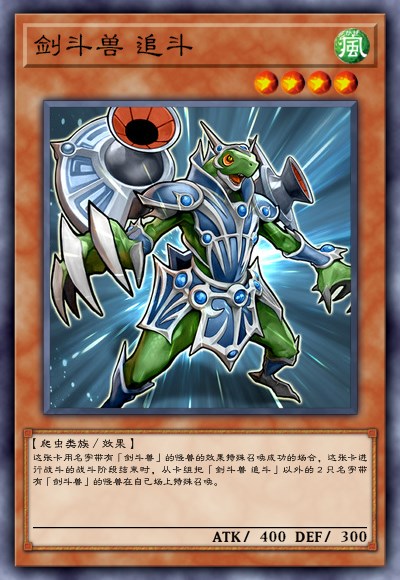 剑斗兽 追斗
風
【爬虫类族／效果】
这张卡用名字带有「剑斗兽」的怪兽的效果特殊召唤成功的场合，这张卡进
行战斗的战斗阶段结束时，从卡组把「剑斗兽 追斗」以外的２只名字带
有「剑斗兽」的怪兽在自己场上特殊召唤。
ATK/ 400 DEF/ 300